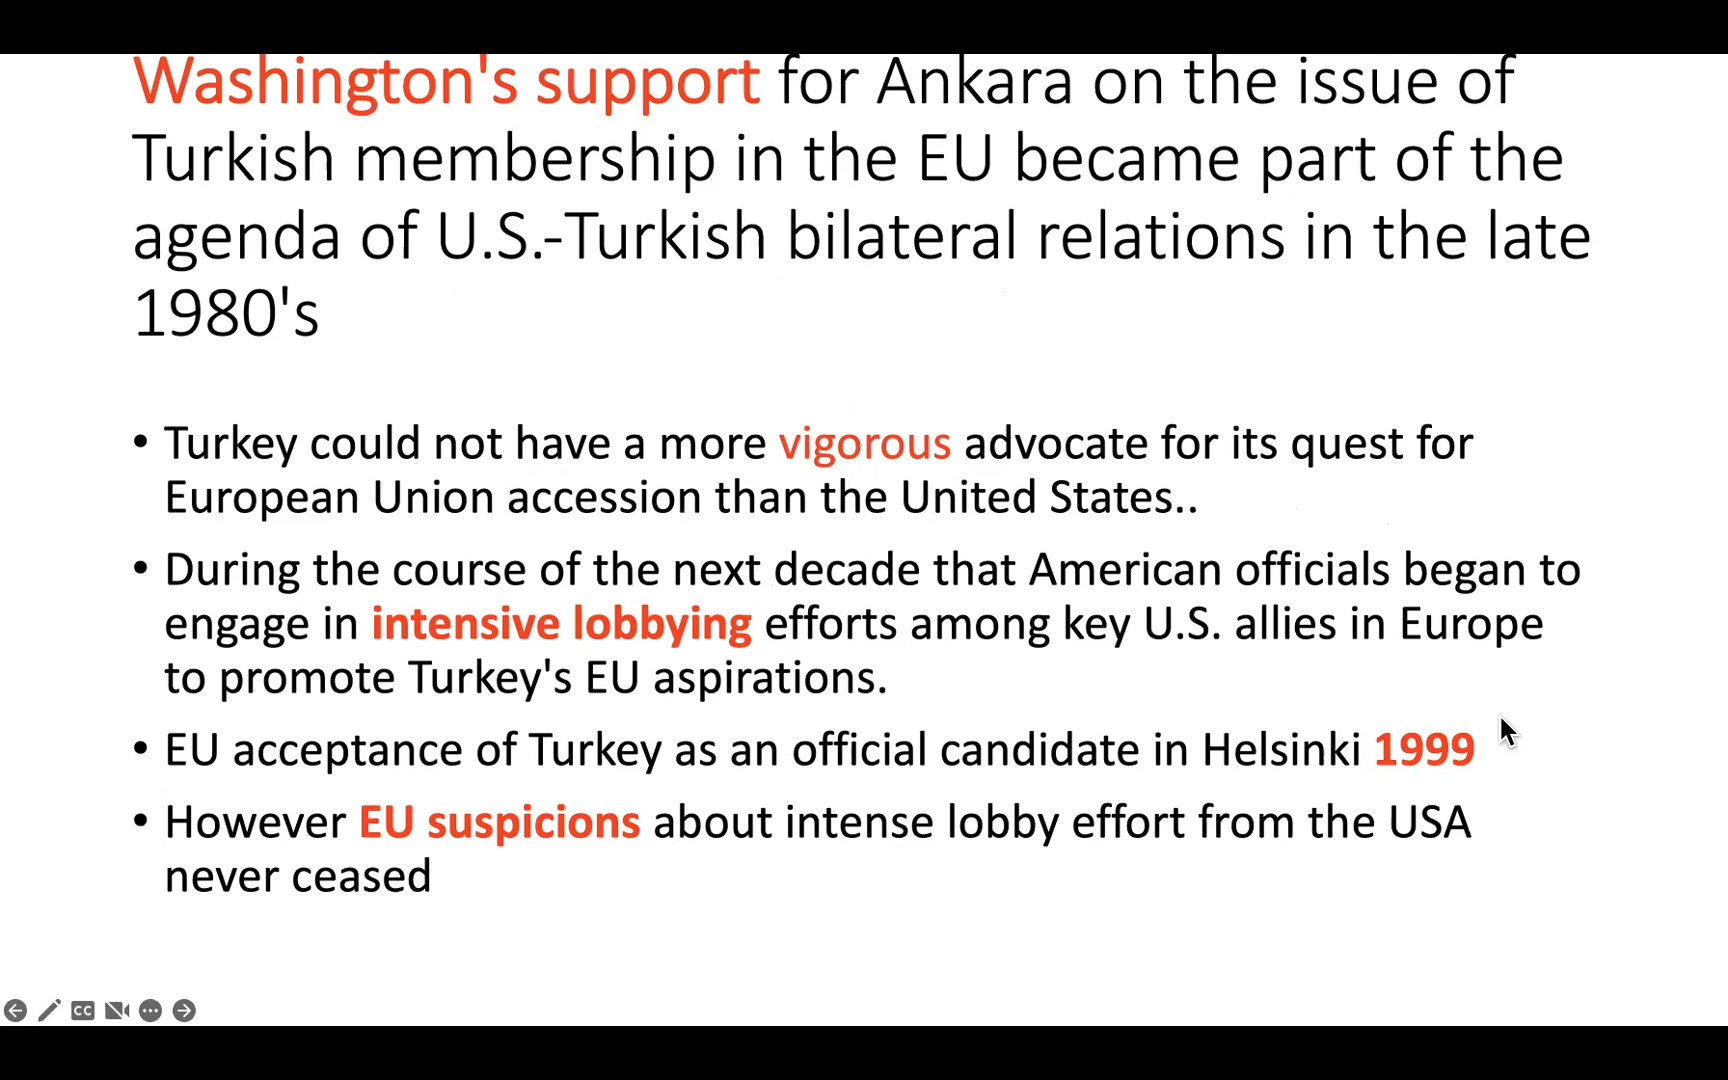 Washington's support for Ankara on the issue of
Turkish membership in the EU became part of the
agenda of U.S.-Turkish bilateral relations in the late
1980's
• Turkey could not have a more vigorous advocate for its quest for
European Union accession than the United States..
• During the course of the next decade that American officials began to
engage in intensive lobbying efforts among key U.S. allies in Europe
to promote Turkey's EU aspirations.
• EU acceptance of Turkey as an official candidate in Helsinki 1999
• However EU suspicions about intense lobby effort from the USA
never ceased
CC